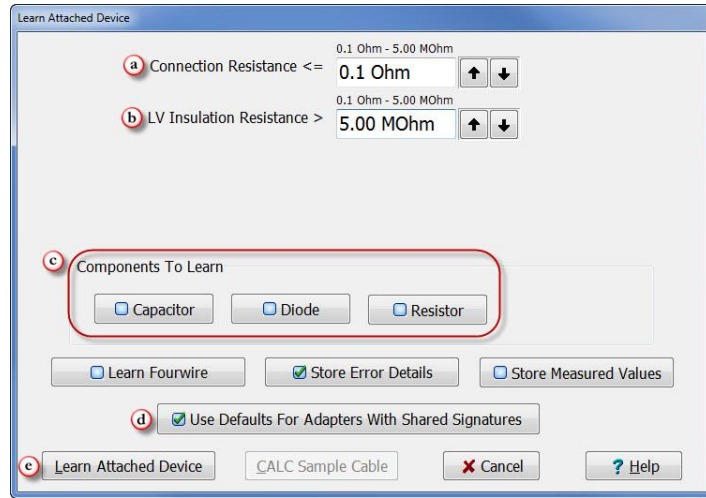 Learn Attached Device
0.1 Ohm - 5.00 MOhm
a Connection Resistance <= 0.1 Ohm
0.1 Ohm - 5.00 MOhm
b LV Insulation Resistance > 5.00 MOhm
c Components To Learn
Capacitor Diode Resistor
Learn Fourwire Store Error Details Store Measured Values
d Use Defaults For Adapters With Shared Signatures
e Learn Attached Device CALC Sample Cable Cancel ? Help